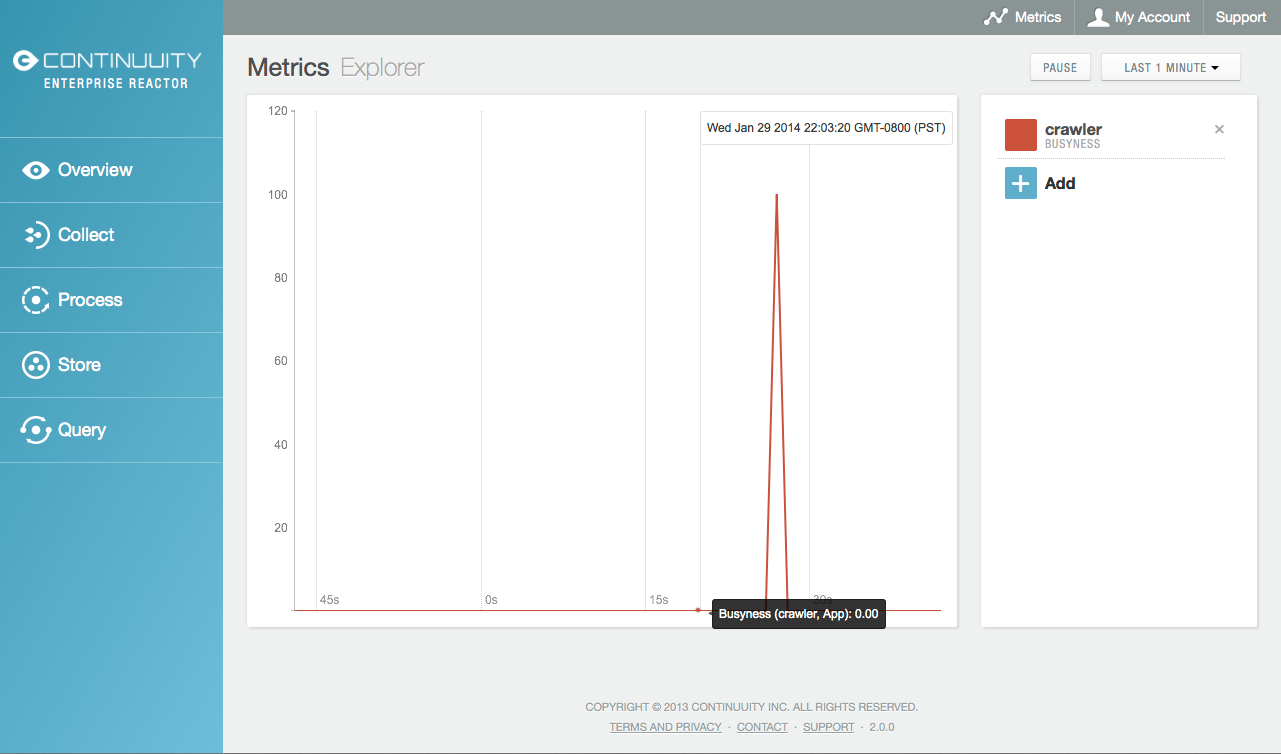 Metrics
My Account
Support
CONTINUUITY
ENTERPRISE REACTOR
Overview
Collect
Process
Store
Query
Metrics Explorer
PAUSE
LAST 1 MINUTE
120
100
80
60
40
20
45s
0s
15s
30s
Wed Jan 29 2014 22:03:20 GMT-0800 (PST)
Busyness (crawler, App): 0.00
crawler
BUSYNESS
×
Add
COPYRIGHT © 2013 CONTINUUITY INC. ALL RIGHTS RESERVED.
TERMS AND PRIVACY · CONTACT · SUPPORT · 2.0.0